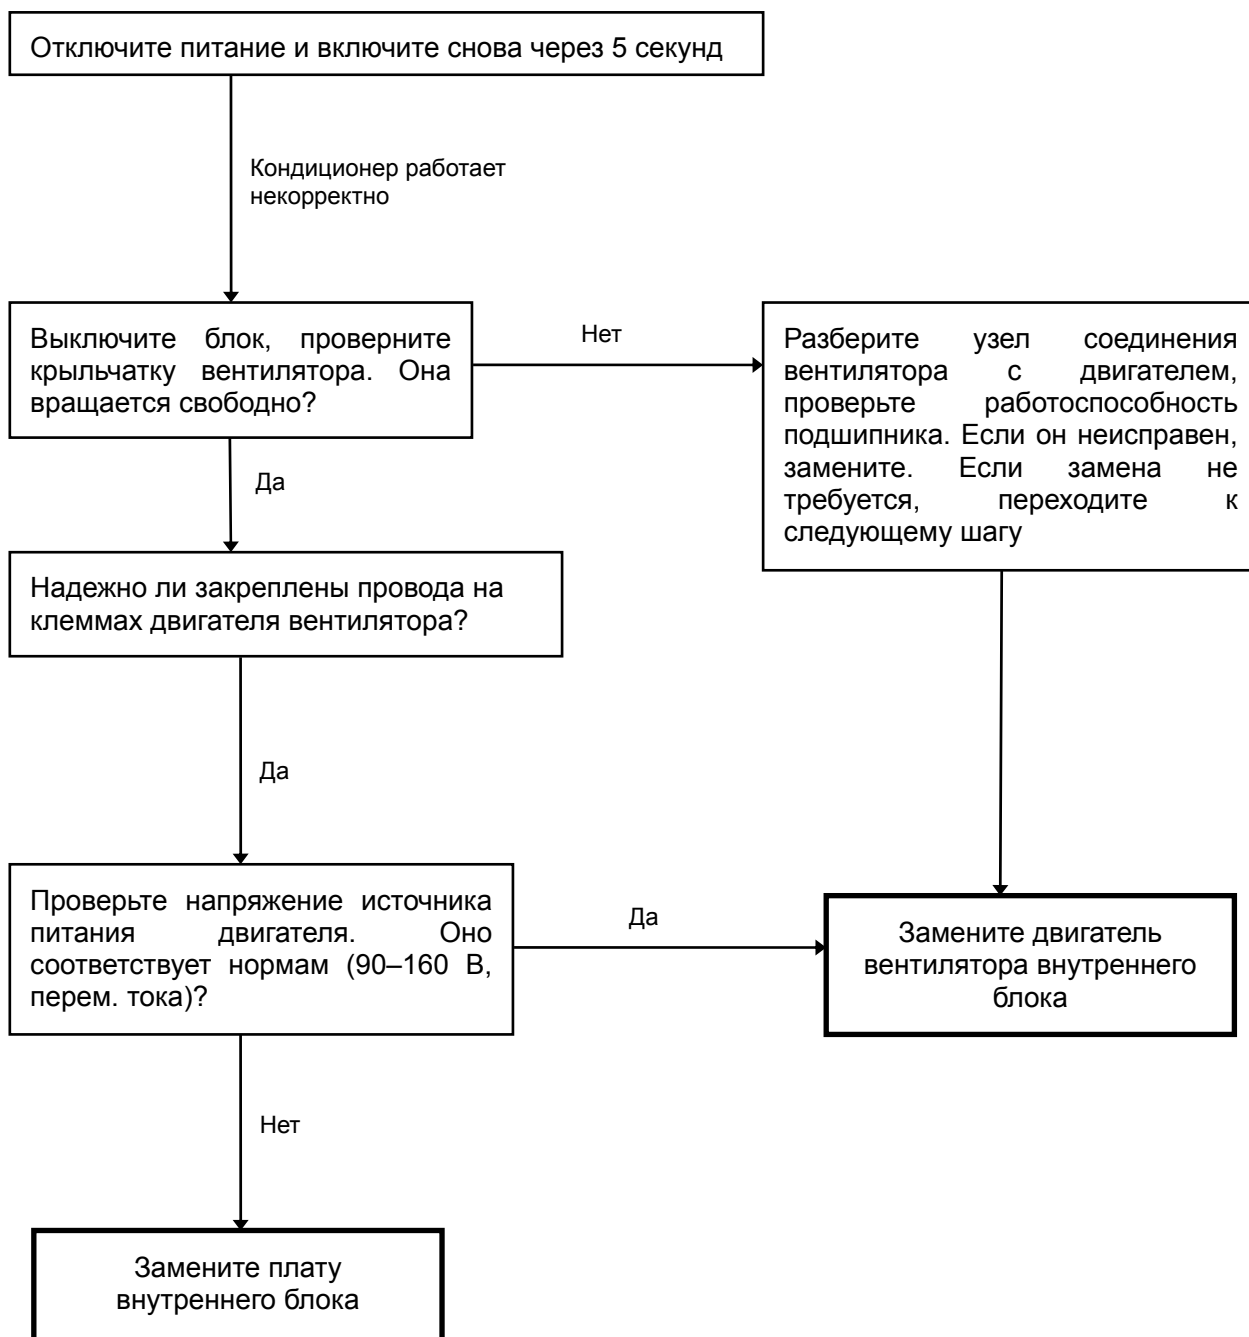 Отключите питание и включите снова через 5 секунд
Кондиционер работает
некорректно
Выключите блок, проверните
крыльчатку вентилятора. Она
вращается свободно?
Нет
Разберите узел соединения
вентилятора с двигателем,
проверьте работоспособность
подшипника. Если он неисправен,
замените. Если замена не
требуется, переходите к
следующему шагу
Да
Надежно ли закреплены провода на
клеммах двигателя вентилятора?
Да
Проверьте напряжение источника
питания двигателя. Оно
соответствует нормам (90–160 В,
перем. тока)?
Да
Замените двигатель
вентилятора внутреннего
блока
Нет
Замените плату
внутреннего блока